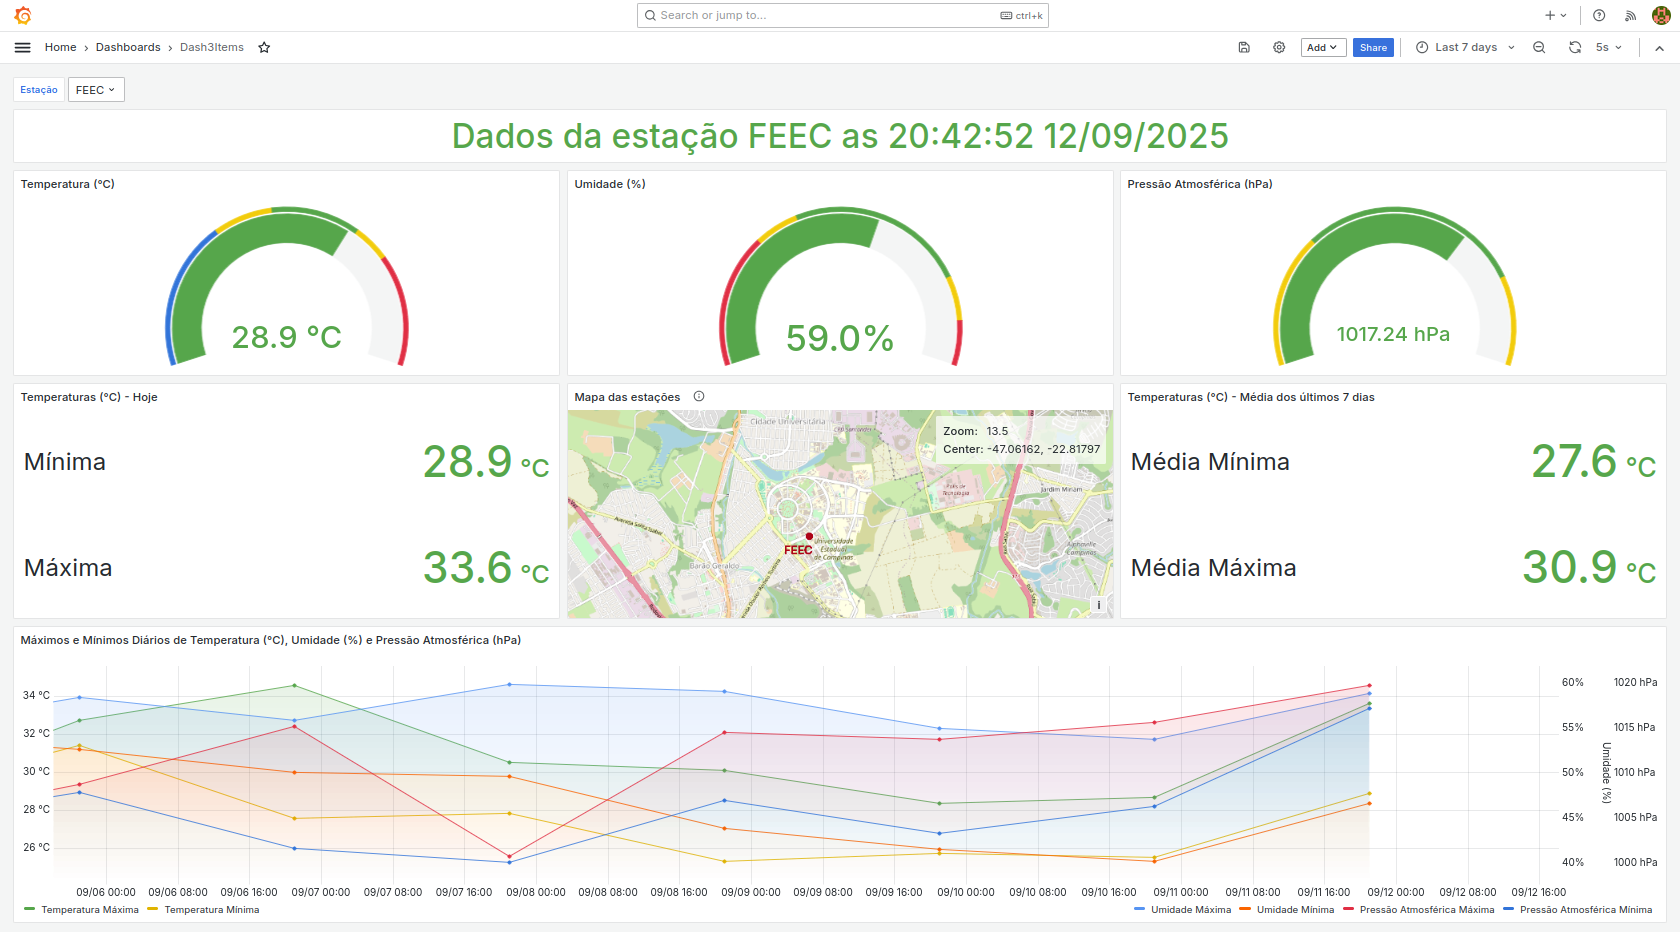 Search or jump to...
ctrl+k
Home › Dashboards › Dash3Items
Add
Share
Last 7 days
5s
Estação
FEEC
Dados da estação FEEC as 20:42:52 12/09/2025
Temperatura (°C)
28.9 °C
Umidade (%)
59.0%
Pressão Atmosférica (hPa)
1017.24 hPa
Temperaturas (°C) - Hoje
Mínima
28.9 °C
Máxima
33.6 °C
Mapa das estações
Cidade Universitária
Zoom: 13.5
Center: -47.06162, -22.81797
Polis de
Tecnologia
Jardim Miriam
Avenida Santa Isabel
FEEC
Universidade
Estadual
de Campinas
Barão Geraldo
Alphaville
Campinas
i
Temperaturas (°C) - Média dos últimos 7 dias
Média Mínima
27.6 °C
Média Máxima
30.9 °C
Máximos e Mínimos Diários de Temperatura (°C), Umidade (%) e Pressão Atmosférica (hPa)
34 °C
32 °C
30 °C
28 °C
26 °C
60%
55%
50%
45%
40%
Umidade (%)
1020 hPa
1015 hPa
1010 hPa
1005 hPa
1000 hPa
09/06 00:00 09/06 08:00 09/06 16:00 09/07 00:00 09/07 08:00 09/07 16:00 09/08 00:00 09/08 08:00 09/08 16:00 09/09 00:00 09/09 08:00 09/09 16:00 09/10 00:00 09/10 08:00 09/10 16:00 09/11 00:00 09/11 08:00 09/11 16:00 09/12 00:00 09/12 08:00 09/12 16:00
Temperatura Máxima Temperatura Mínima Umidade Máxima Umidade Mínima Pressão Atmosférica Máxima Pressão Atmosférica Mínima